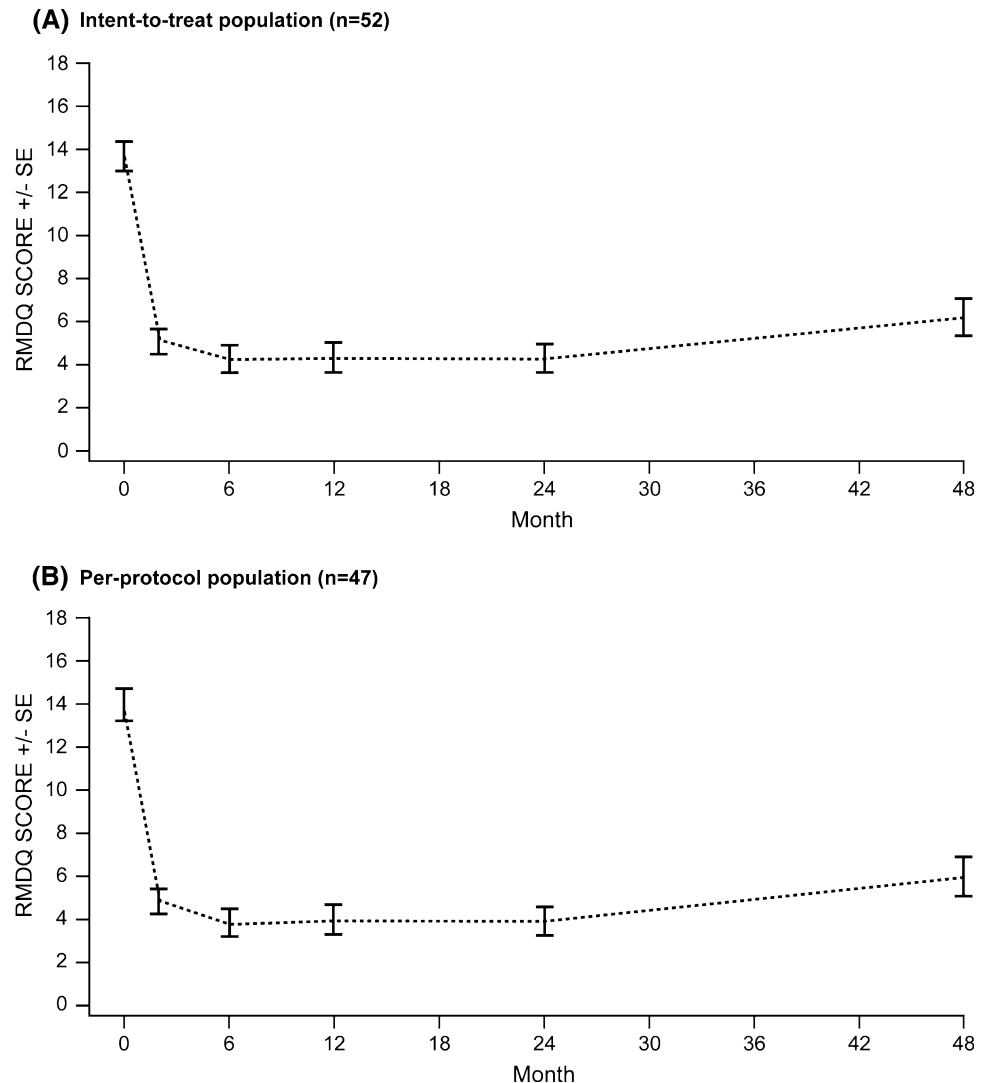 (A) Intent-to-treat population (n=52)
18
16
14
12
10
8
6
4
2
0
RMDQ SCORE +/- SE
0 6 12 18 24 30 36 42 48
Month
(B) Per-protocol population (n=47)
18
16
14
12
10
8
6
4
2
0
RMDQ SCORE +/- SE
0 6 12 18 24 30 36 42 48
Month